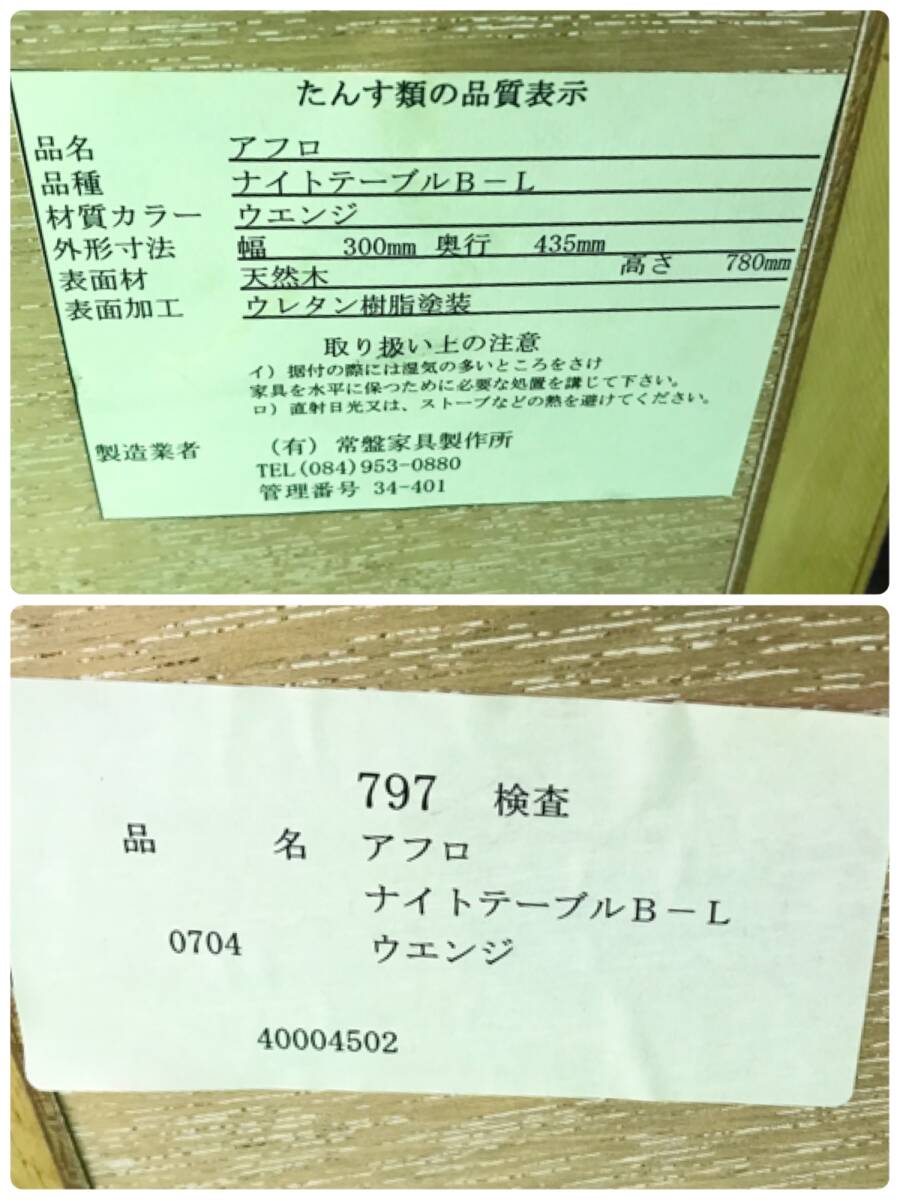 たんす類の品質表示
品名 アフロ
品種 ナイトテーブルB－L
材質カラー ウエンジ
外形寸法 幅 300mm 奥行 435mm 高さ 780mm
表面材 天然木
表面加工 ウレタン樹脂塗装
取り扱い上の注意
イ）据付の際には湿気の多いところをさけ
家具を水平に保つために必要な処置を講じて下さい。
ロ）直射日光又は、ストーブなどの熱を避けてください。
製造業者 （有）常盤家具製作所
TEL(084)953-0880
管理番号 34-401
797 検査
品名 アフロ
ナイトテーブルB－L
0704 ウエンジ
40004502